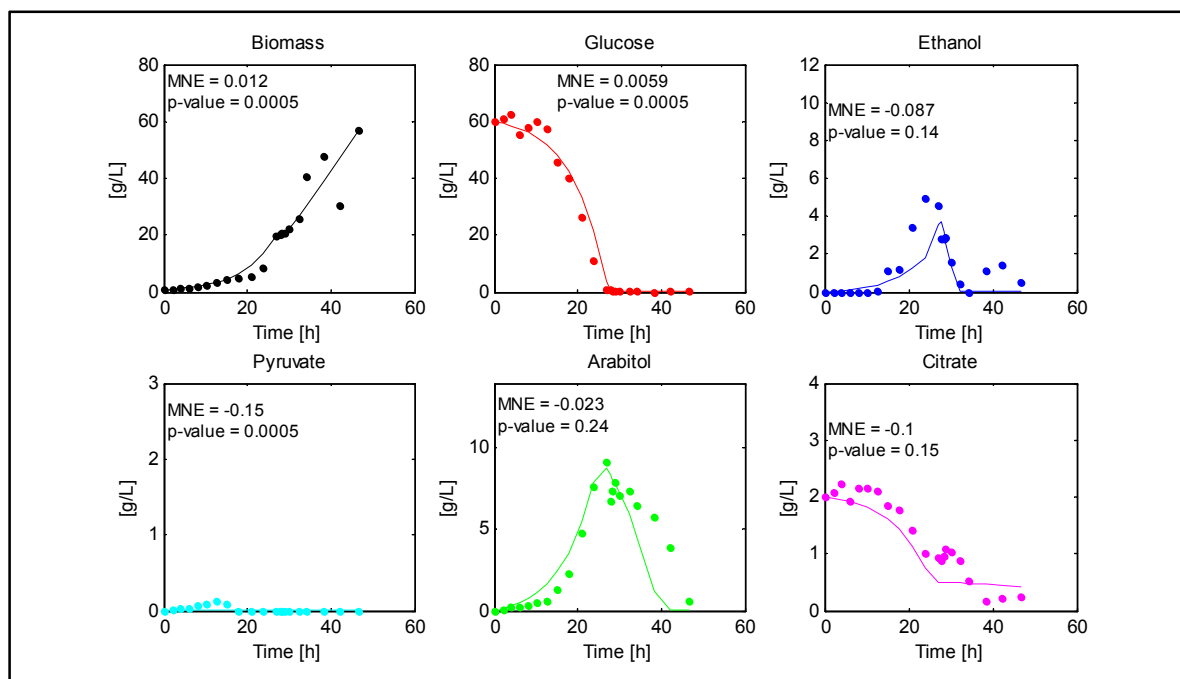 Biomass
MNE = 0.012
p-value = 0.0005
[g/L]
80
60
40
20
0
0
20
40
60
Time [h]
Glucose
MNE = 0.0059
p-value = 0.0005
[g/L]
80
60
40
20
0
0
20
40
60
Time [h]
Ethanol
MNE = -0.087
p-value = 0.14
[g/L]
12
10
8
6
4
2
0
0
20
40
60
Time [h]
Pyruvate
MNE = -0.15
p-value = 0.0005
[g/L]
3
2
1
0
0
20
40
60
Time [h]
Arabitol
MNE = -0.023
p-value = 0.24
[g/L]
10
5
0
0
20
40
60
Time [h]
Citrate
MNE = -0.1
p-value = 0.15
[g/L]
4
3
2
1
0
0
20
40
60
Time [h]